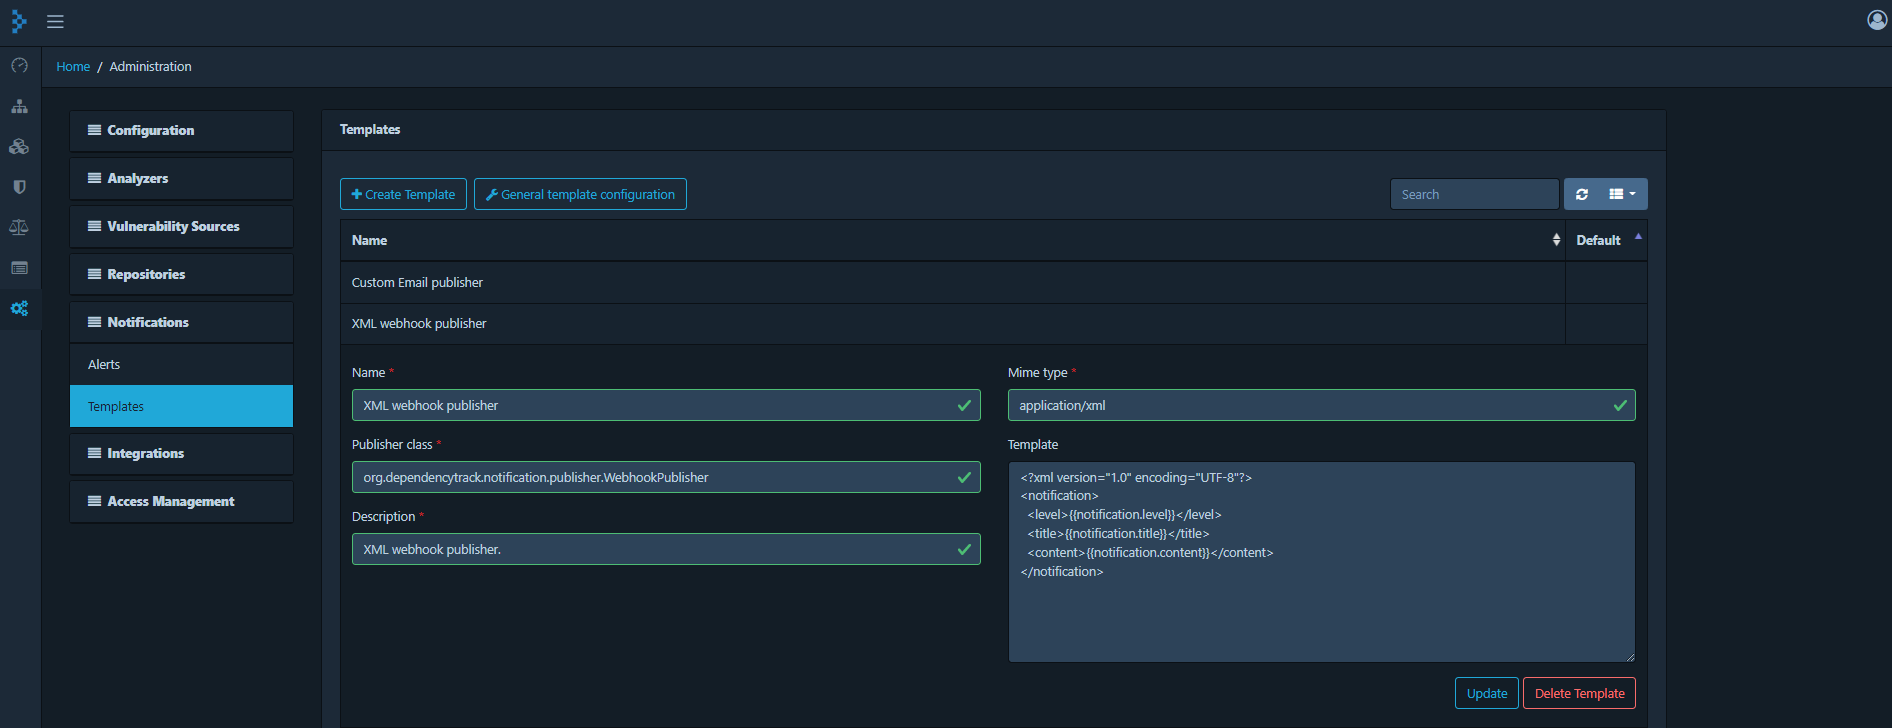 Home / Administration
Configuration
Analyzers
Vulnerability Sources
Repositories
Notifications
Alerts
Templates
Integrations
Access Management
Templates
Create Template
General template configuration
Search
Name
Default
Custom Email publisher
XML webhook publisher
Name *
XML webhook publisher
Publisher class *
org.dependencytrack.notification.publisher.WebhookPublisher
Description *
XML webhook publisher.
Mime type *
application/xml
Template
<?xml version="1.0" encoding="UTF-8"?>
<notification>
  <level>{{notification.level}}</level>
  <title>{{notification.title}}</title>
  <content>{{notification.content}}</content>
</notification>
Update
Delete Template